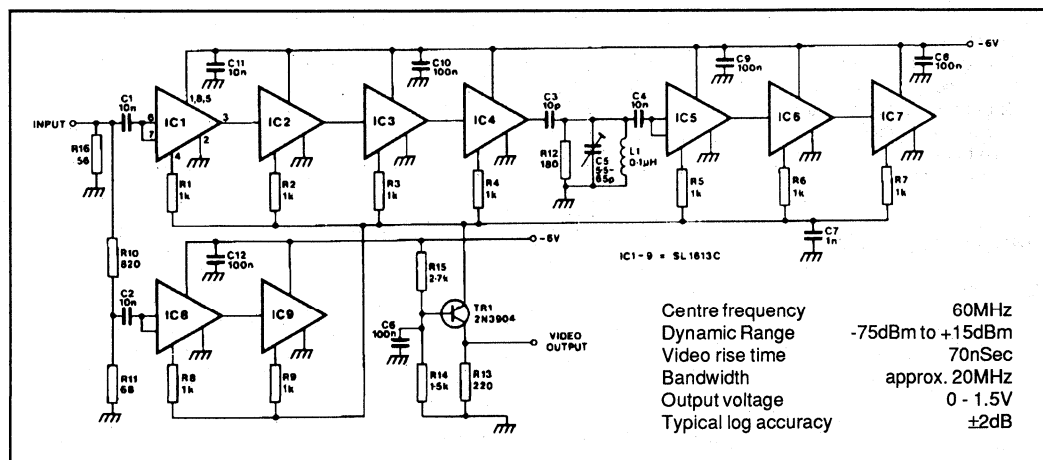 -6V
C11
10n
C10
100n
C9
100n
C8
100n
C1
10n
1,8,5
6
7
3
2
4
IC1
IC2
IC3
IC4
C3
10p
C4
10n
IC5
IC6
IC7
INPUT
R16
56
R12
180
C5
5·5-
65p
L1
0·1µH
R1
1k
R2
1k
R3
1k
R4
1k
R5
1k
R6
1k
R7
1k
C7
1n
IC1-9 = SL1613C
R10
820
C12
100n
-6V
C2
10n
IC8
IC9
R15
2·7k
TR1
2N3904
C6
100n
VIDEO
OUTPUT
R11
68
R8
1k
R9
1k
R14
1·5k
R13
220
Centre frequency 60MHz
Dynamic Range -75dBm to +15dBm
Video rise time 70nSec
Bandwidth approx. 20MHz
Output voltage 0 - 1.5V
Typical log accuracy ±2dB